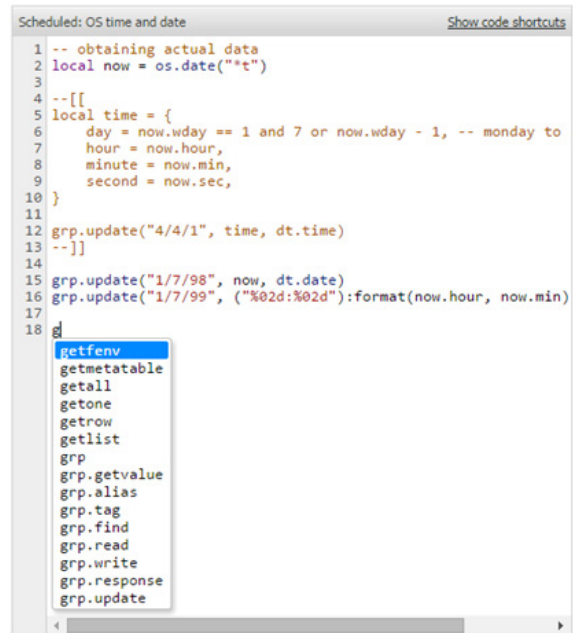 Scheduled: OS time and date Show code shortcuts
1 -- obtaining actual data
2 local now = os.date("*t")
3
4 --[[
5 local time = {
6     day = now.wday == 1 and 7 or now.wday - 1, -- monday to
7     hour = now.hour,
8     minute = now.min,
9     second = now.sec,
10 }
11
12 grp.update("4/4/1", time, dt.time)
13 --]]
14
15 grp.update("1/7/98", now, dt.date)
16 grp.update("1/7/99", ("%02d:%02d"):format(now.hour, now.min)
17
18 g
getfenv
getmetatable
getall
getone
getrow
getlist
grp
grp.getvalue
grp.alias
grp.tag
grp.find
grp.read
grp.write
grp.response
grp.update